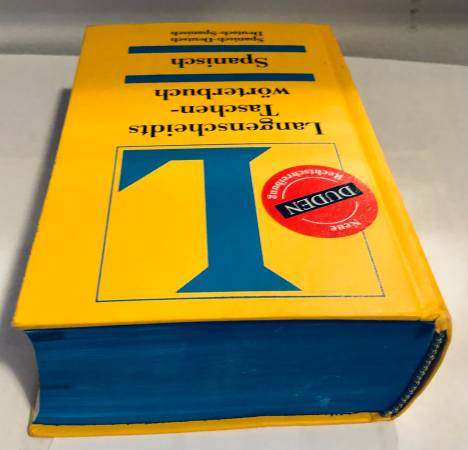 L
Neue
DUDEN
Rechtschreibung
Langenscheidts
Taschen-
wörterbuch
Spanisch
Spanisch-Deutsch
Deutsch-Spanisch